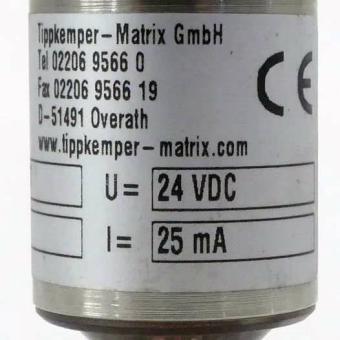 Tippkemper-Matrix GmbH
Tel 02206 9566 0
Fax 02206 9566 19
D-51491 Overath
www.tippkemper-matrix.com
CE
U= 24 VDC
I= 25 mA